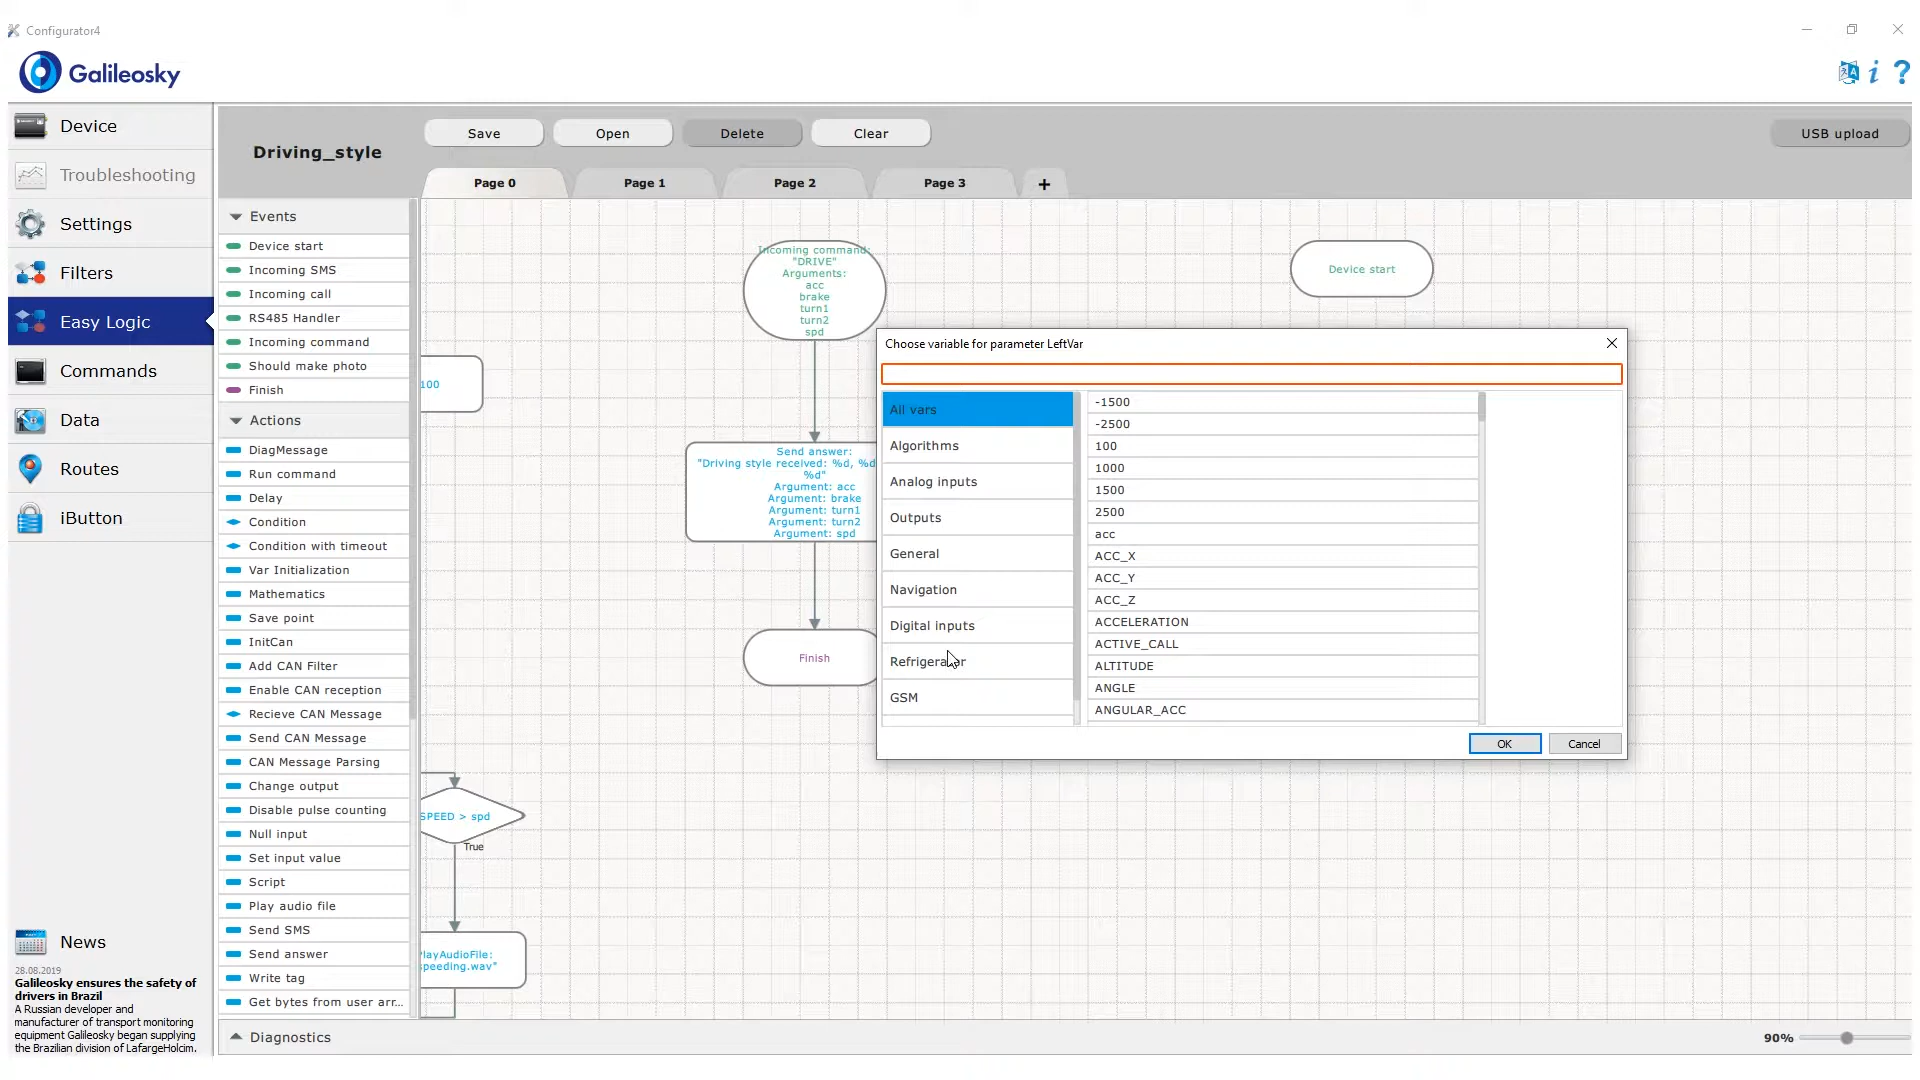 Configurator4
Galileosky
Device
Troubleshooting
Settings
Filters
Easy Logic
Commands
Data
Routes
iButton
News
28.08.2019
Galileosky ensures the safety of
drivers in Brazil
A Russian developer and
manufacturer of transport monitoring
equipment Galileosky began supplying
the Brazilian division of LafargeHolcim.
Driving_style
Save
Open
Delete
Clear
USB upload
Page 0
Page 1
Page 2
Page 3
+
Events
Device start
Incoming SMS
Incoming call
RS485 Handler
Incoming command
Should make photo
Finish
Actions
DiagMessage
Run command
Delay
Condition
Condition with timeout
Var Initialization
Mathematics
Save point
InitCan
Add CAN Filter
Enable CAN reception
Recieve CAN Message
Send CAN Message
CAN Message Parsing
Change output
Disable pulse counting
Null input
Set input value
Script
Play audio file
Send SMS
Send answer
Write tag
Get bytes from user arr...
Diagnostics
90%
100
SPEED > spd
True
PlayAudioFile:
speeding.wav"
Incoming command:
"DRIVE"
Arguments:
acc
brake
turn1
turn2
spd
Send answer:
"Driving style received: %d, %d
%d"
Argument: acc
Argument: brake
Argument: turn1
Argument: turn2
Argument: spd
Finish
Device start
Choose variable for parameter LeftVar
All vars
Algorithms
Analog inputs
Outputs
General
Navigation
Digital inputs
Refrigerator
GSM
-1500
-2500
100
1000
1500
2500
acc
ACC_X
ACC_Y
ACC_Z
ACCELERATION
ACTIVE_CALL
ALTITUDE
ANGLE
ANGULAR_ACC
OK
Cancel